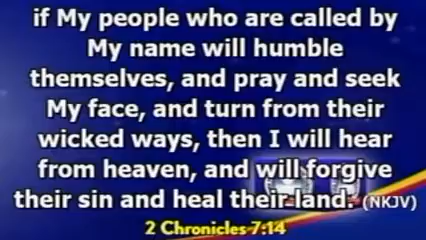 if My people who are called by
My name will humble
themselves, and pray and seek
My face, and turn from their
wicked ways, then I will hear
from heaven, and will forgive
their sin and heal their land. (NKJV)
2 Chronicles 7:14